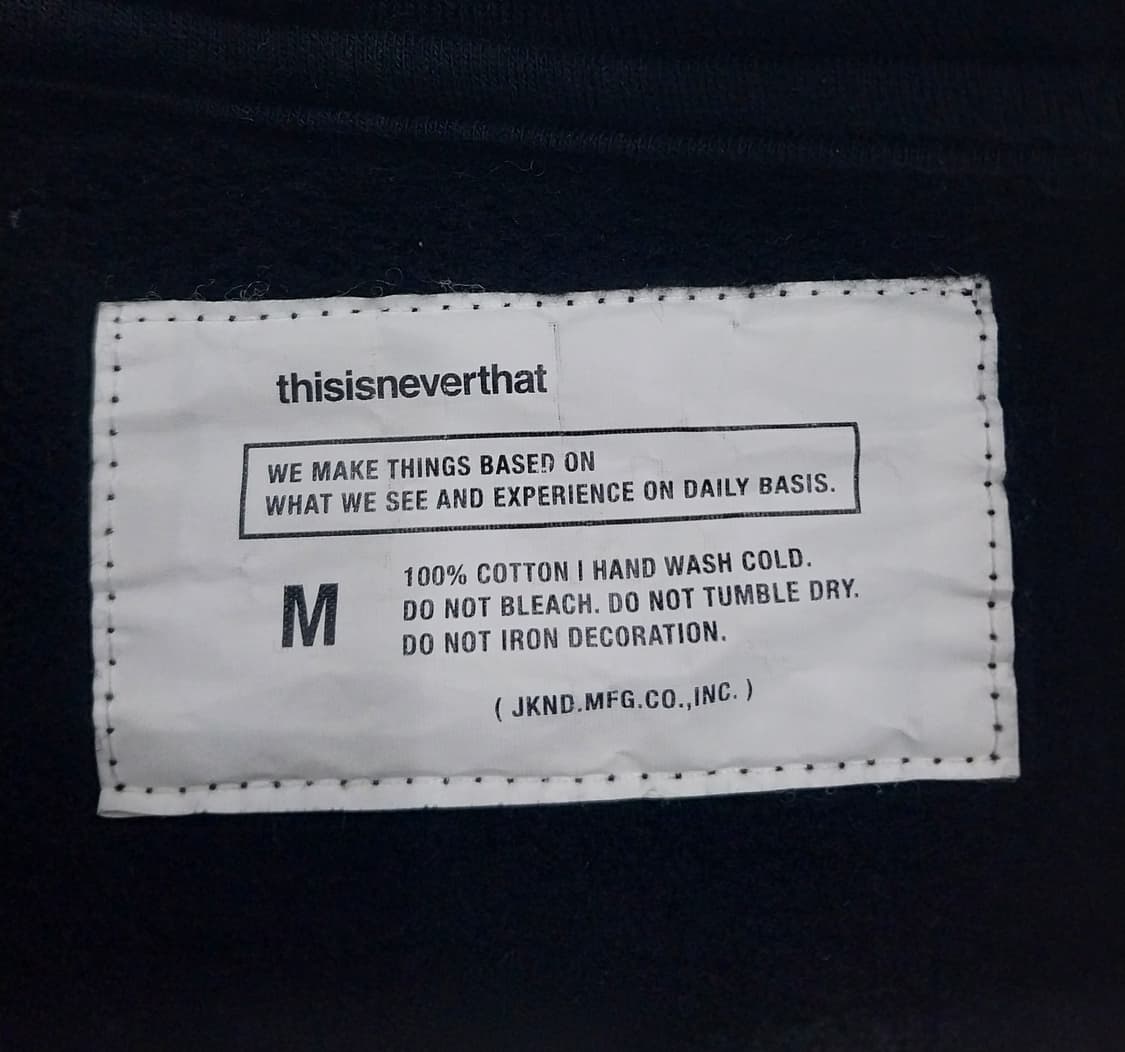 thisisneverthat
WE MAKE THINGS BASED ON
WHAT WE SEE AND EXPERIENCE ON DAILY BASIS.
M
100% COTTON | HAND WASH COLD.
DO NOT BLEACH. DO NOT TUMBLE DRY.
DO NOT IRON DECORATION.
( JKND.MFG.CO.,INC. )